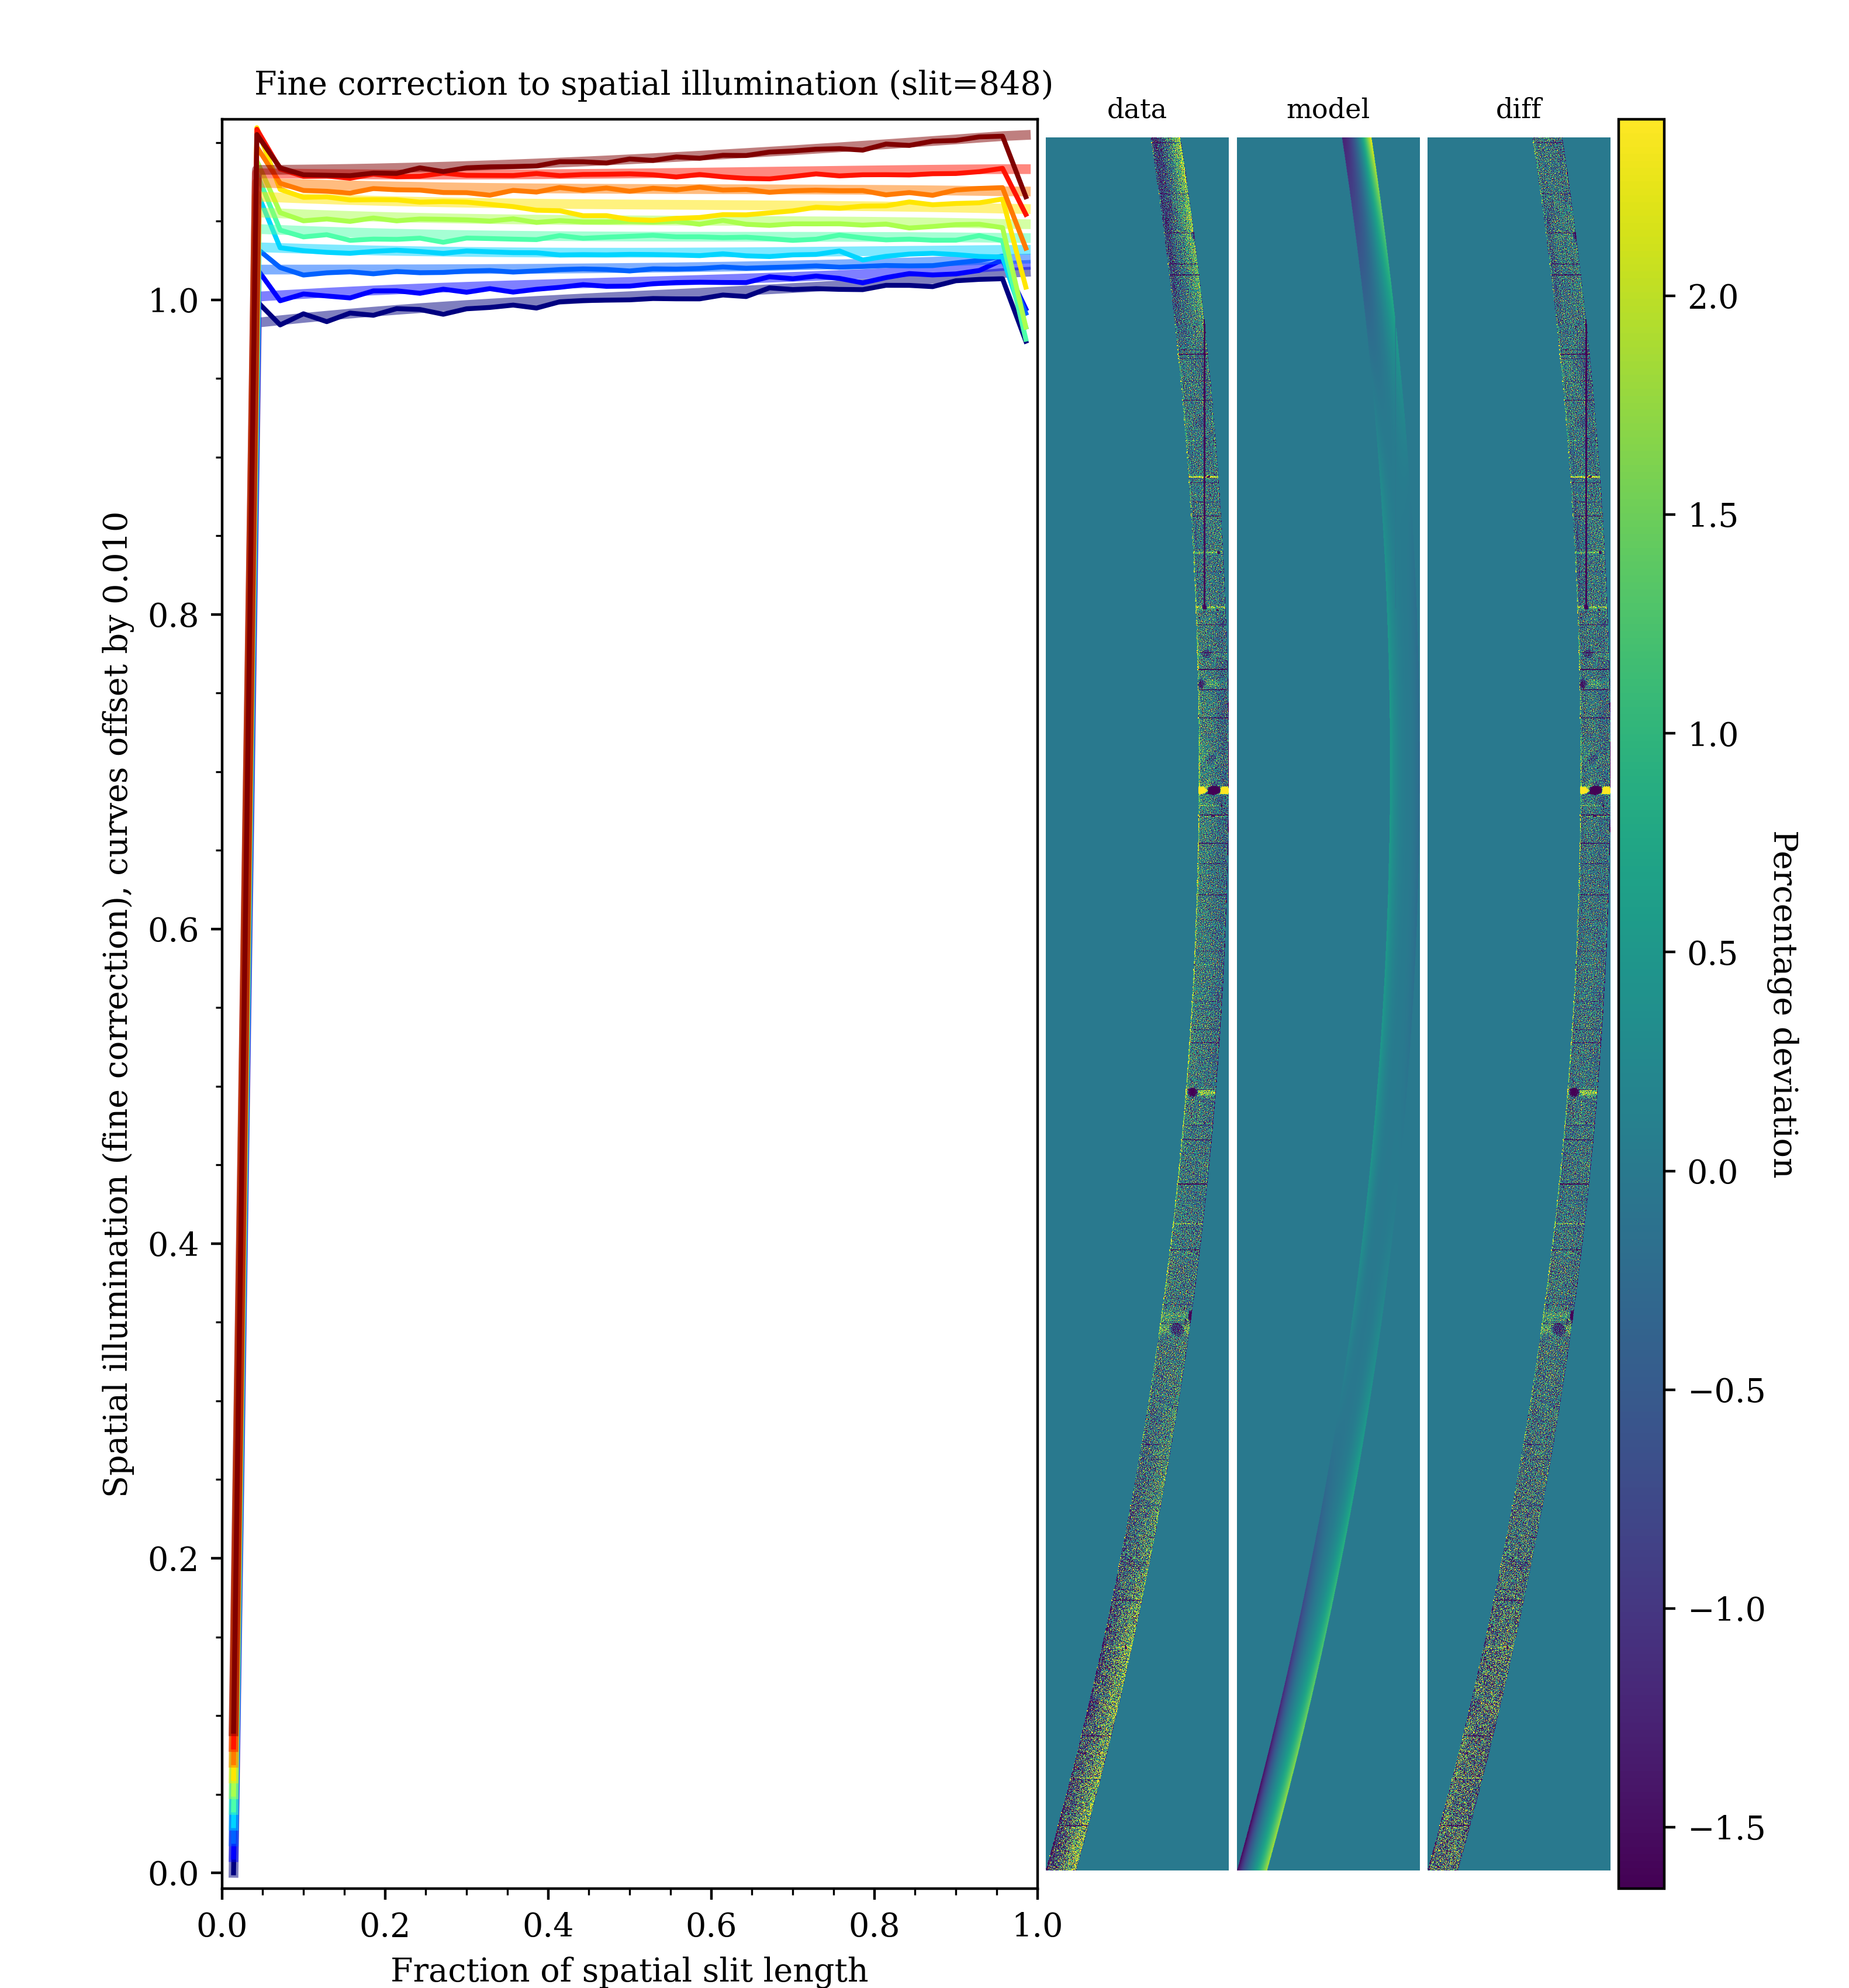 Fine correction to spatial illumination (slit=848)
data
model
diff
Spatial illumination (fine correction), curves offset by 0.010
1.0
0.8
0.6
0.4
0.2
0.0
0.0
0.2
0.4
0.6
0.8
1.0
Fraction of spatial slit length
2.0
1.5
1.0
0.5
0.0
−0.5
−1.0
−1.5
Percentage deviation